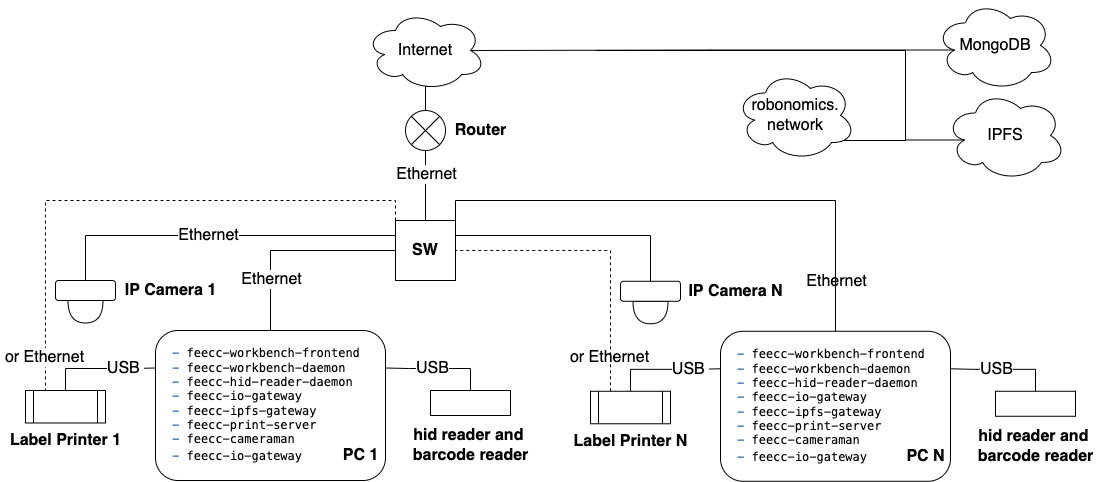 Internet
MongoDB
robonomics.
network
IPFS
Router
Ethernet
SW
Ethernet
Ethernet
Ethernet
IP Camera 1
IP Camera N
or Ethernet
USB
USB
or Ethernet
USB
USB
– feecc-workbench-frontend
– feecc-workbench-daemon
– feecc-hid-reader-daemon
– feecc-io-gateway
– feecc-ipfs-gateway
– feecc-print-server
– feecc-cameraman
– feecc-io-gateway
PC 1
Label Printer 1
hid reader and
barcode reader
– feecc-workbench-frontend
– feecc-workbench-daemon
– feecc-hid-reader-daemon
– feecc-io-gateway
– feecc-ipfs-gateway
– feecc-print-server
– feecc-cameraman
– feecc-io-gateway
PC N
Label Printer N
hid reader and
barcode reader